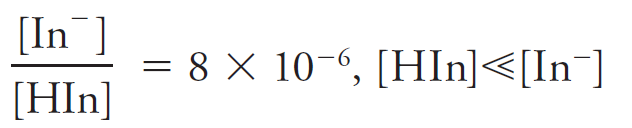 [In⁻]/[HIn] = 8 × 10⁻⁶, [HIn]≪[In⁻]